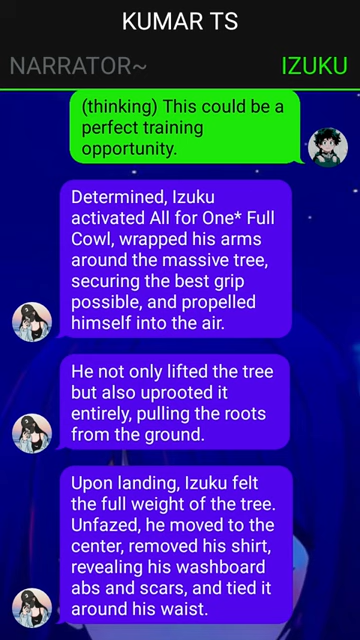 KUMAR TS
NARRATOR~
IZUKU
(thinking) This could be a
perfect training
opportunity.
Determined, Izuku
activated All for One* Full
Cowl, wrapped his arms
around the massive tree,
securing the best grip
possible, and propelled
himself into the air.
He not only lifted the tree
but also uprooted it
entirely, pulling the roots
from the ground.
Upon landing, Izuku felt
the full weight of the tree.
Unfazed, he moved to the
center, removed his shirt,
revealing his washboard
abs and scars, and tied it
around his waist.